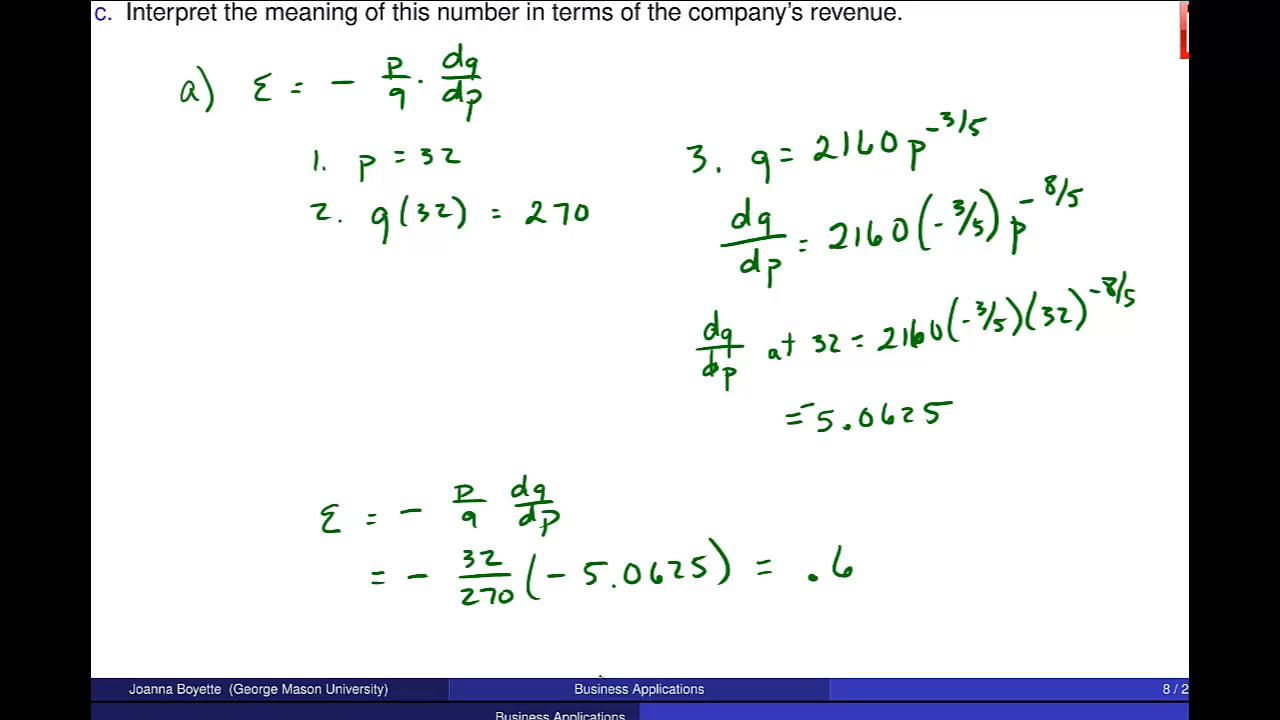 c. Interpret the meaning of this number in terms of the company's revenue.
a) ε = - p/q · dq/dp
1. p = 32
2. q(32) = 270
3. q = 2160 p^-3/5
dq/dp = 2160(-3/5) p^-8/5
dq/dp at 32 = 2160(-3/5)(32)^-8/5
= -5.0625
ε = - p/q dq/dp
= - 32/270 (-5.0625) = .6
Joanna Boyette (George Mason University)
Business Applications
8 / 2
Business Applications